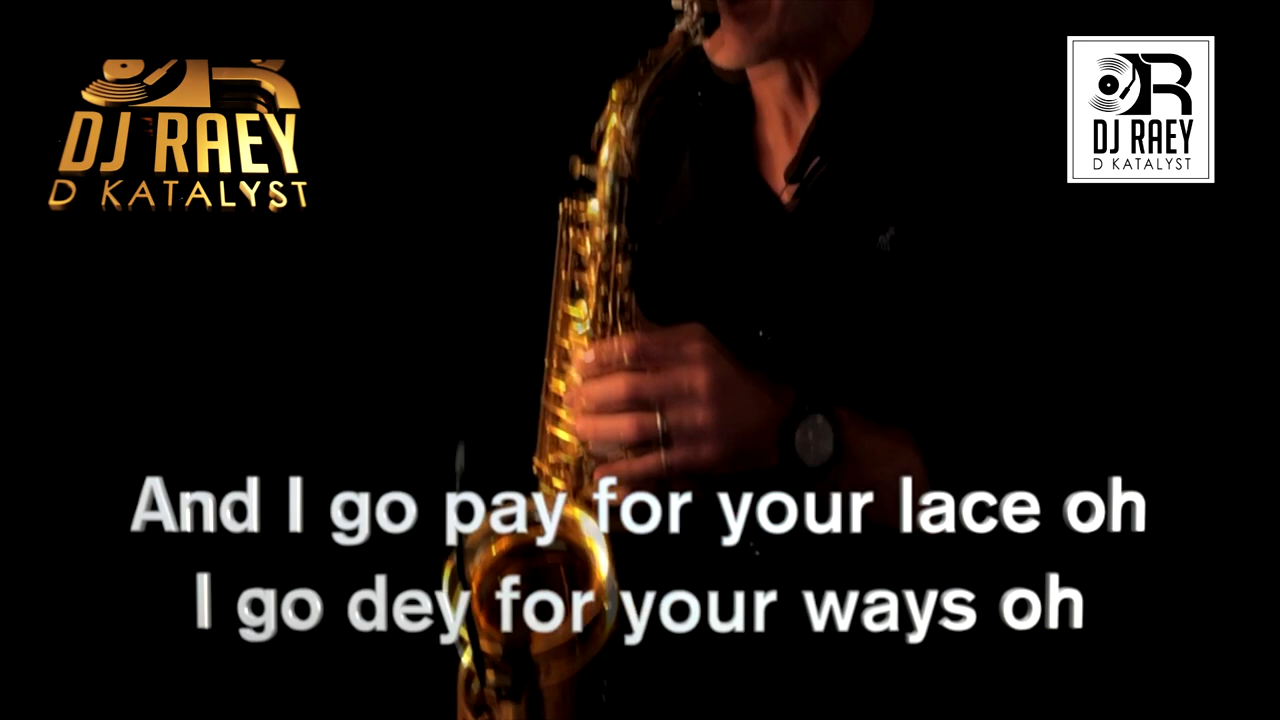 DJ RAEY
D KATALYST
DR
DJ RAEY
D KATALYST
And I go pay for your lace oh
I go dey for your ways oh